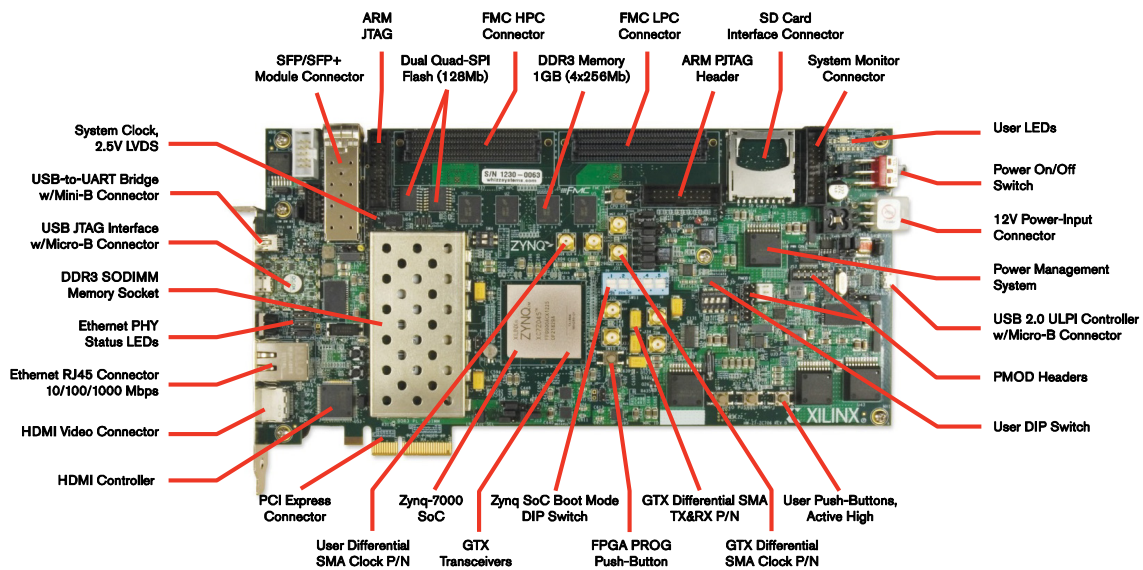 ARM
JTAG
FMC HPC
Connector
FMC LPC
Connector
SD Card
Interface Connector
SFP/SFP+
Module Connector
Dual Quad-SPI
Flash (128Mb)
DDR3 Memory
1GB (4x256Mb)
ARM PJTAG
Header
System Monitor
Connector
System Clock,
2.5V LVDS
USB-to-UART Bridge
w/Mini-B Connector
USB JTAG Interface
w/Micro-B Connector
DDR3 SODIMM
Memory Socket
Ethernet PHY
Status LEDs
Ethernet RJ45 Connector
10/100/1000 Mbps
HDMI Video Connector
HDMI Controller
S/N 1230-0063
whizzsystems.com
FMC
ZYNQ
XILINX
ZYNQ
XC7Z045
XILINX®
User LEDs
Power On/Off
Switch
12V Power-Input
Connector
Power Management
System
USB 2.0 ULPI Controller
w/Micro-B Connector
PMOD Headers
User DIP Switch
PCI Express
Connector
Zynq-7000
SoC
Zynq SoC Boot Mode
DIP Switch
GTX Differential SMA
TX&RX P/N
User Push-Buttons,
Active High
User Differential
SMA Clock P/N
GTX
Transceivers
FPGA PROG
Push-Button
GTX Differential
SMA Clock P/N